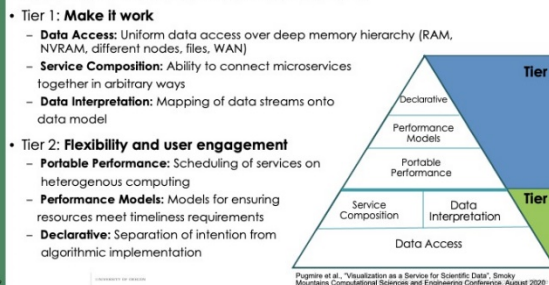 • Tier 1: Make it work
– Data Access: Uniform data access over deep memory hierarchy (RAM,
NVRAM, different nodes, files, WAN)
– Service Composition: Ability to connect microservices
together in arbitrary ways
– Data Interpretation: Mapping of data streams onto
data model
• Tier 2: Flexibility and user engagement
– Portable Performance: Scheduling of services on
heterogenous computing
– Performance Models: Models for ensuring
resources meet timeliness requirements
– Declarative: Separation of intention from
algorithmic implementation
Tier
Declarative
Performance
Models
Portable
Performance
Tier
Service
Composition
Data
Interpretation
Data Access
UNIVERSITY OF OREGON
Pugmire et al., "Visualization as a Service for Scientific Data", Smoky
Mountains Computational Sciences and Engineering Conference, August 2020